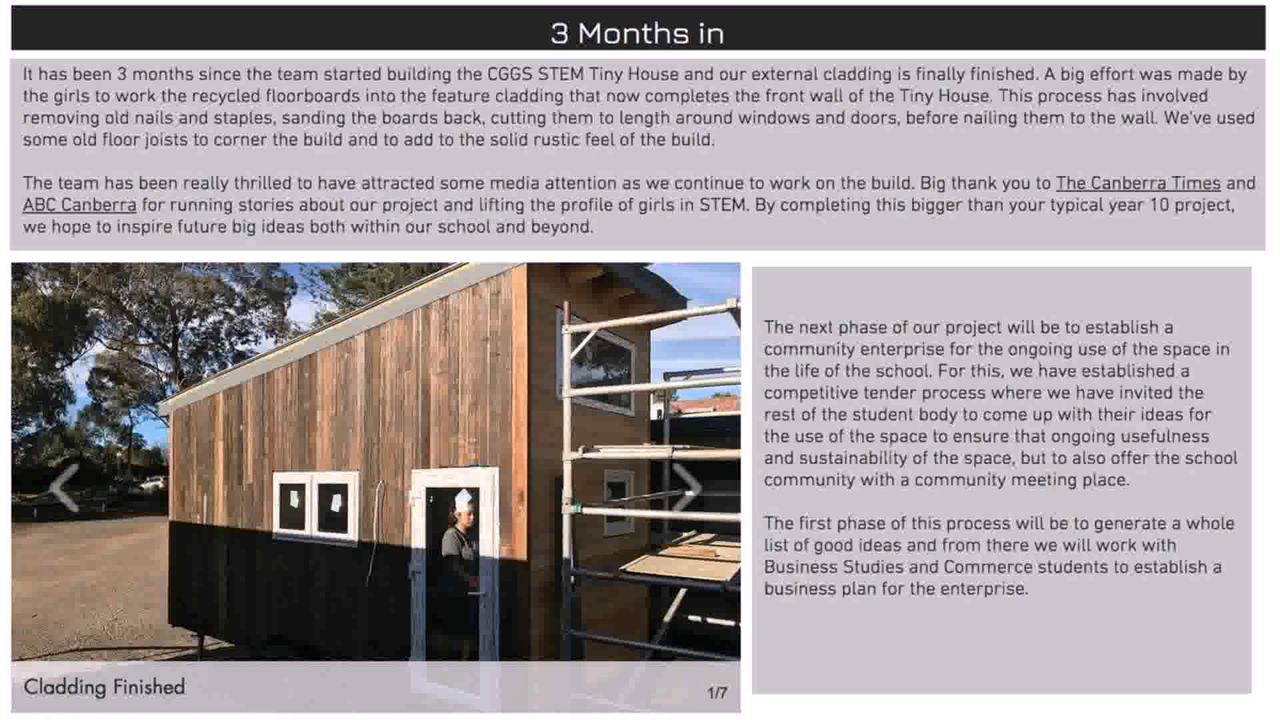 3 Months in
It has been 3 months since the team started building the CGGS STEM Tiny House and our external cladding is finally finished. A big effort was made by
the girls to work the recycled floorboards into the feature cladding that now completes the front wall of the Tiny House. This process has involved
removing old nails and staples, sanding the boards back, cutting them to length around windows and doors, before nailing them to the wall. We've used
some old floor joists to corner the build and to add to the solid rustic feel of the build.
The team has been really thrilled to have attracted some media attention as we continue to work on the build. Big thank you to The Canberra Times and
ABC Canberra for running stories about our project and lifting the profile of girls in STEM. By completing this bigger than your typical year 10 project,
we hope to inspire future big ideas both within our school and beyond.
The next phase of our project will be to establish a
community enterprise for the ongoing use of the space in
the life of the school. For this, we have established a
competitive tender process where we have invited the
rest of the student body to come up with their ideas for
the use of the space to ensure that ongoing usefulness
and sustainability of the space, but to also offer the school
community with a community meeting place.
The first phase of this process will be to generate a whole
list of good ideas and from there we will work with
Business Studies and Commerce students to establish a
business plan for the enterprise.
Cladding Finished
1/7